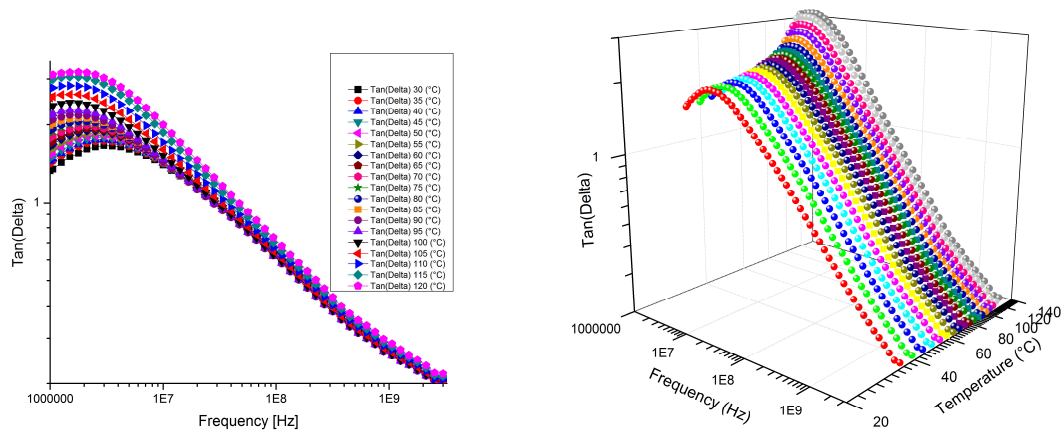 Tan(Delta)
1
1000000
1E7
1E8
1E9
Frequency [Hz]
Tan(Delta) 30 (°C)
Tan(Delta) 35 (°C)
Tan(Delta) 40 (°C)
Tan(Delta) 45 (°C)
Tan(Delta) 50 (°C)
Tan(Delta) 55 (°C)
Tan(Delta) 60 (°C)
Tan(Delta) 65 (°C)
Tan(Delta) 70 (°C)
Tan(Delta) 75 (°C)
Tan(Delta) 80 (°C)
Tan(Delta) 85 (°C)
Tan(Delta) 90 (°C)
Tan(Delta) 95 (°C)
Tan(Delta) 100 (°C)
Tan(Delta) 105 (°C)
Tan(Delta) 110 (°C)
Tan(Delta) 115 (°C)
Tan(Delta) 120 (°C)
Tan(Delta)
1
1000000
1E7
1E8
1E9
Frequency (Hz)
20
40
60
80
100
120
140
Temperature (°C)